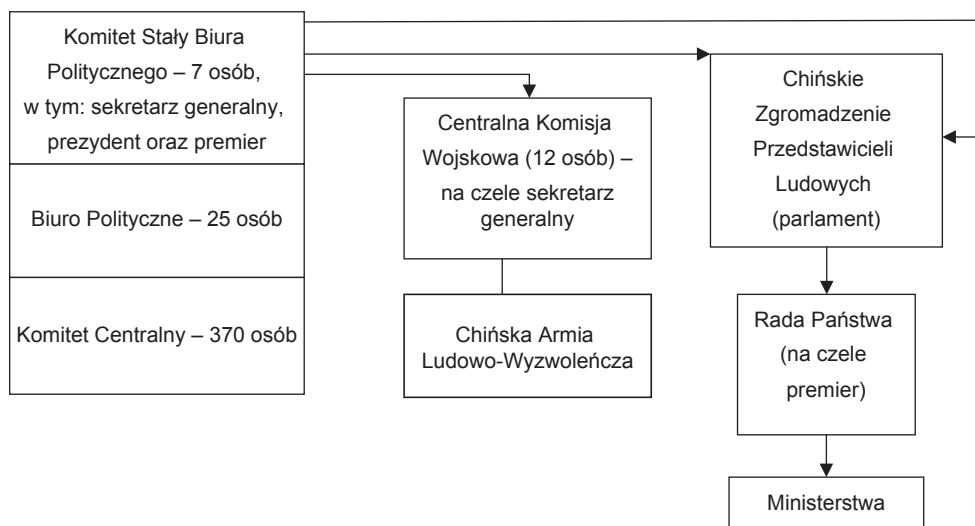 Komitet Stały Biura
Politycznego – 7 osób,
w tym: sekretarz generalny,
prezydent oraz premier
Biuro Polityczne – 25 osób
Komitet Centralny – 370 osób
Centralna Komisja
Wojskowa (12 osób) –
na czele sekretarz
generalny
Chińska Armia
Ludowo-Wyzwoleńcza
Chińskie
Zgromadzenie
Przedstawicieli
Ludowych
(parlament)
Rada Państwa
(na czele
premier)
Ministerstwa